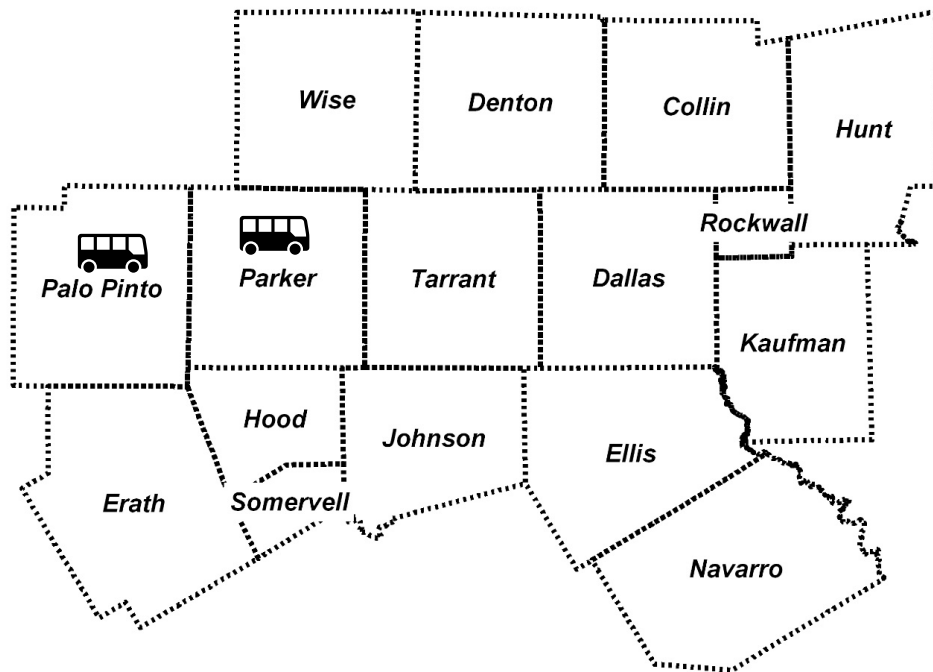 Wise
Denton
Collin
Hunt
Rockwall
Palo Pinto
Parker
Tarrant
Dallas
Kaufman
Hood
Johnson
Ellis
Erath
Somervell
Navarro